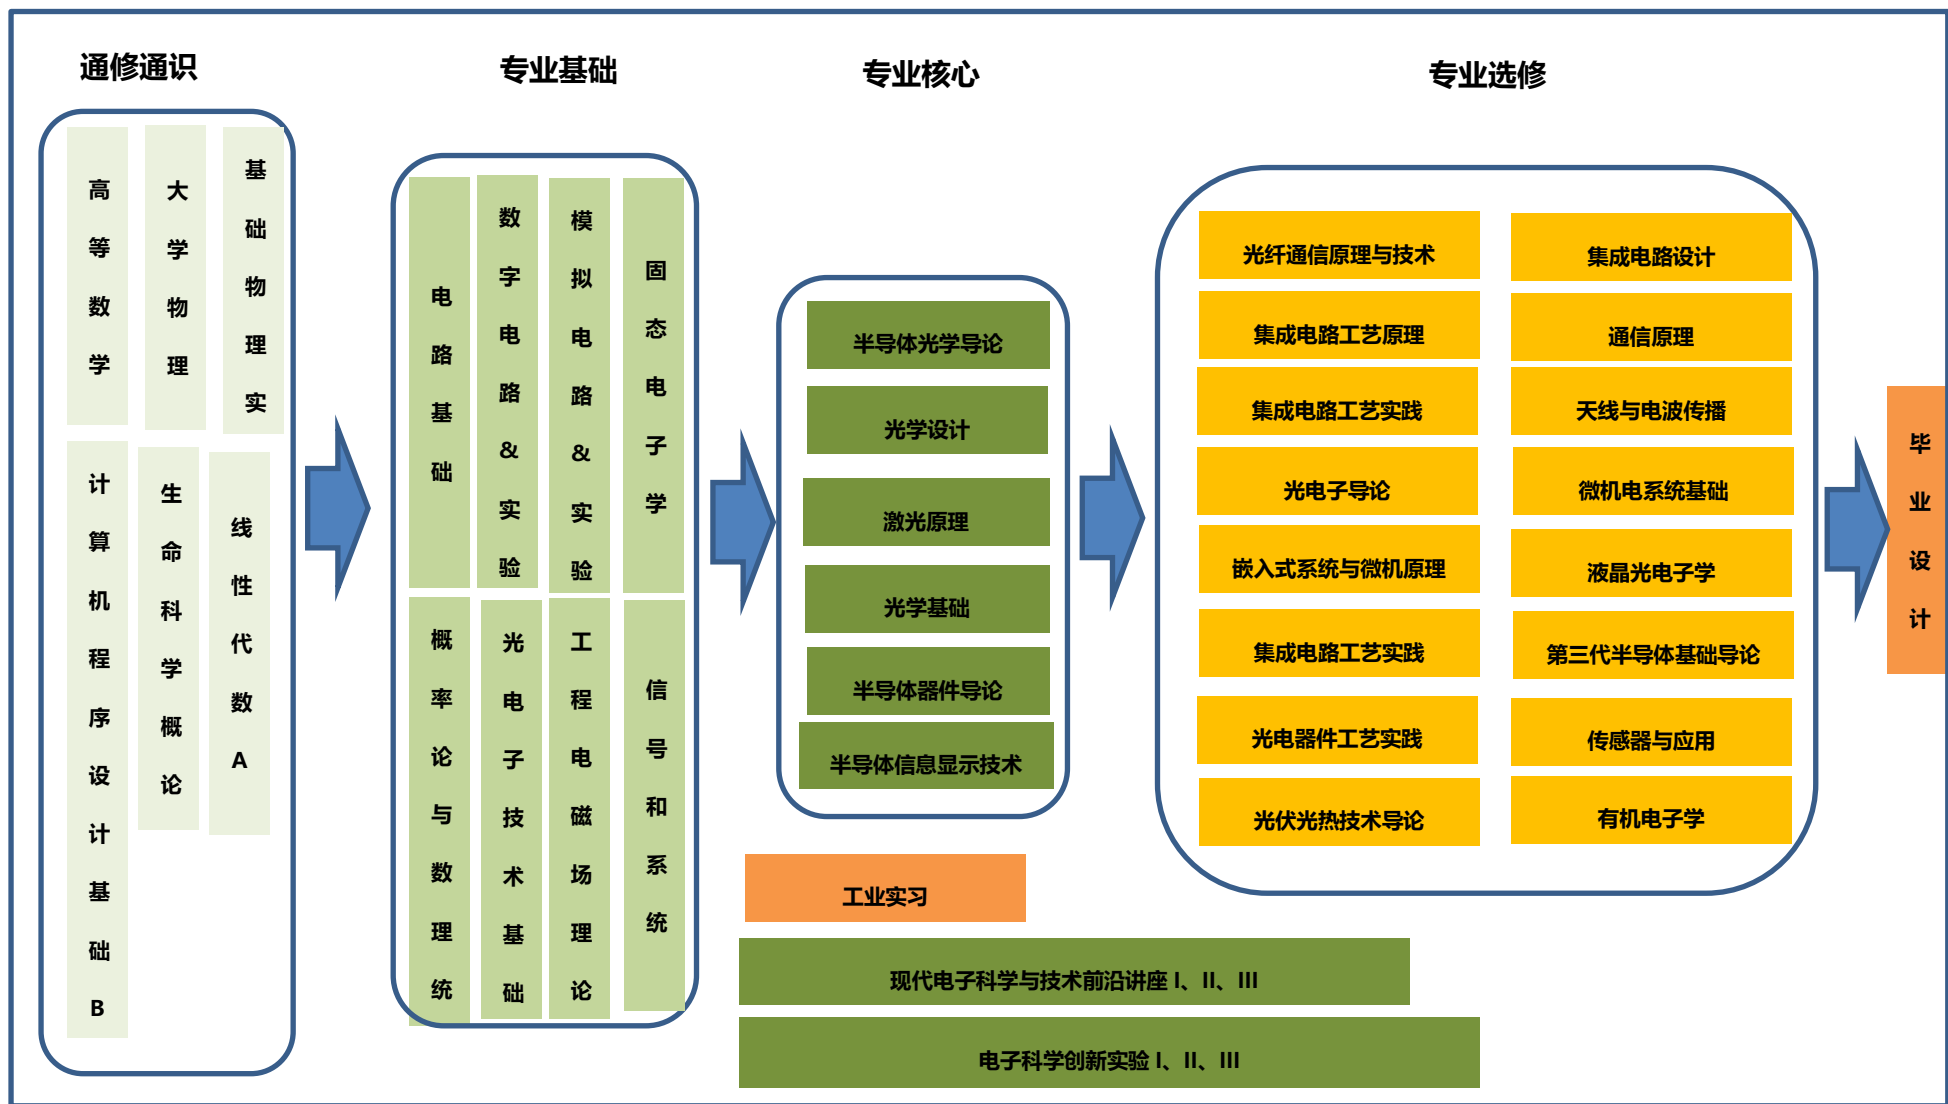 通修通识
高等数学
大学物理
基础物理实
计算机程序设计基础B
生命科学概论
线性代数A
专业基础
电路基础
数字电路&实验
模拟电路&实验
固态电子学
概率论与数理统
光电子技术基础
工程电磁场理论
信号和系统
专业核心
半导体光学导论
光学设计
激光原理
光学基础
半导体器件导论
半导体信息显示技术
工业实习
现代电子科学与技术前沿讲座 I、II、III
电子科学创新实验 I、II、III
专业选修
光纤通信原理与技术
集成电路设计
集成电路工艺原理
通信原理
集成电路工艺实践
天线与电波传播
光电子导论
微机电系统基础
嵌入式系统与微机原理
液晶光电子学
集成电路工艺实践
第三代半导体基础导论
光电器件工艺实践
传感器与应用
光伏光热技术导论
有机电子学
毕业设计